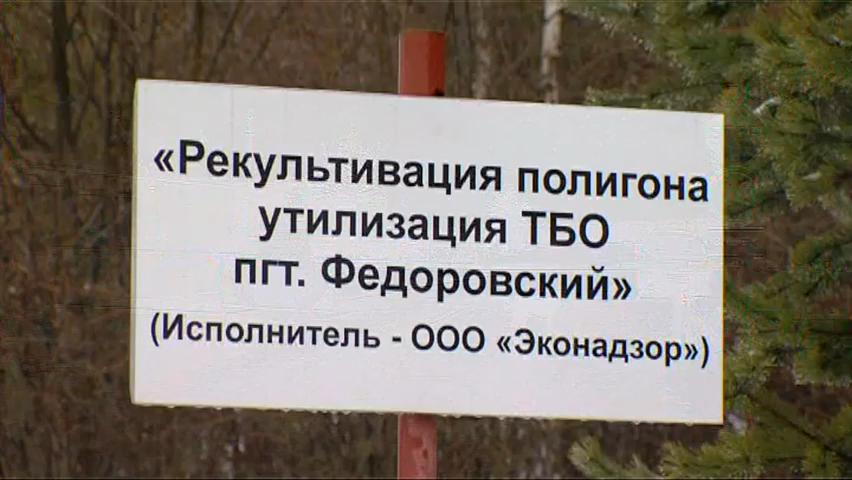 «Рекультивация полигона
утилизация ТБО
пгт. Федоровский»
(Исполнитель - ООО «Эконадзор»)